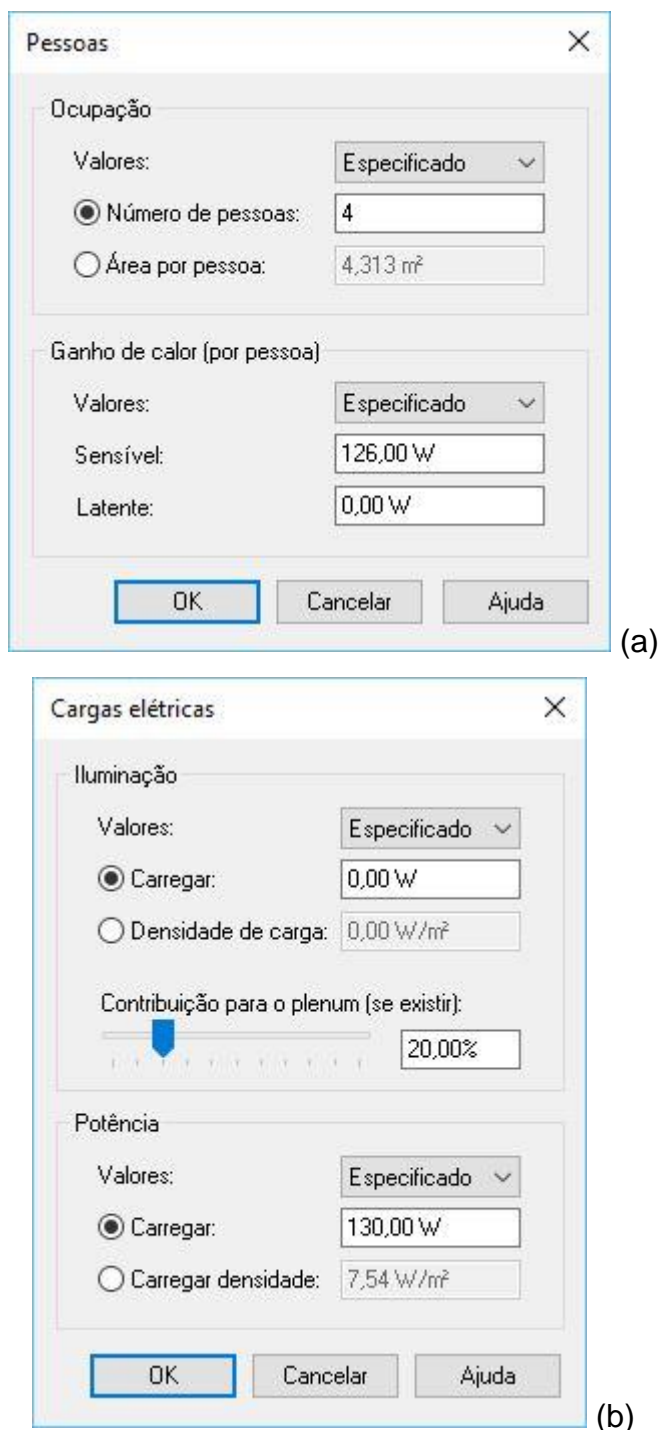 Pessoas
Ocupação
Valores: Especificado
Número de pessoas: 4
Área por pessoa: 4,313 m²
Ganho de calor (por pessoa)
Valores: Especificado
Sensível: 126,00 W
Latente: 0,00 W
OK Cancelar Ajuda
(a)
Cargas elétricas
Iluminação
Valores: Especificado
Carregar: 0,00 W
Densidade de carga: 0,00 W/m²
Contribuição para o plenum (se existir):
20,00%
Potência
Valores: Especificado
Carregar: 130,00 W
Carregar densidade: 7,54 W/m²
OK Cancelar Ajuda
(b)